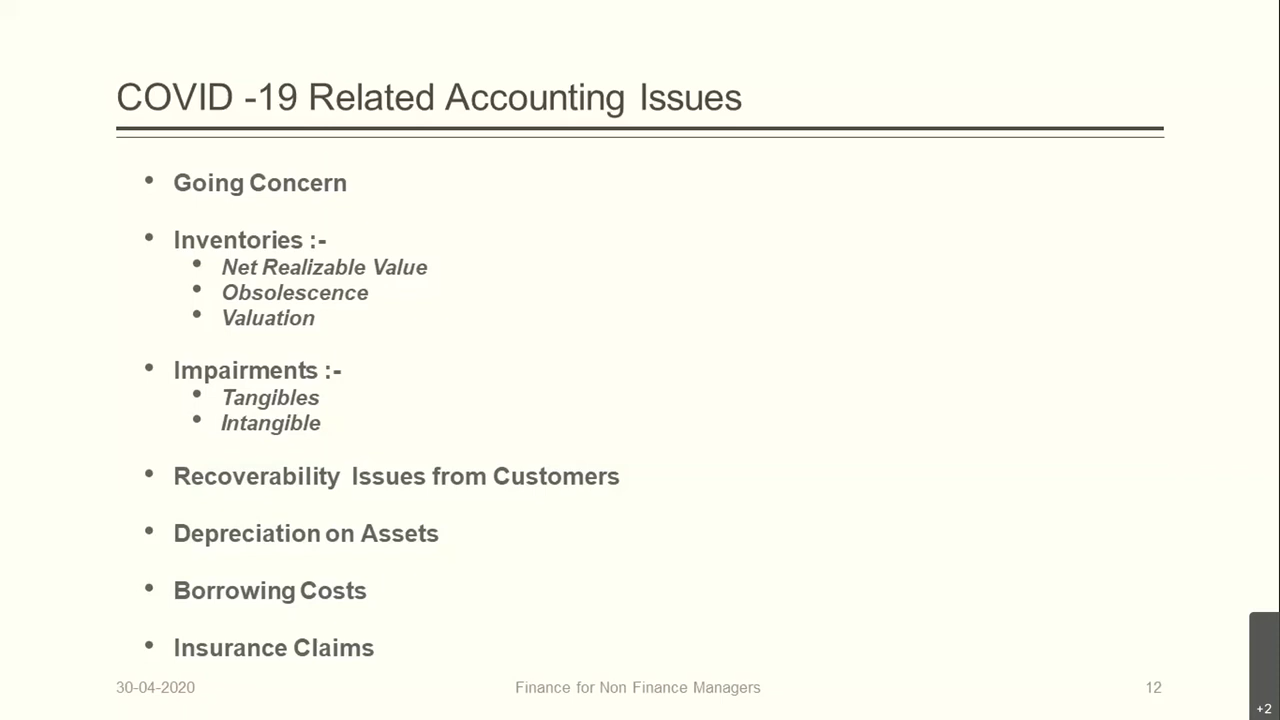 COVID -19 Related Accounting Issues
• Going Concern
• Inventories :-
• Net Realizable Value
• Obsolescence
• Valuation
• Impairments :-
• Tangibles
• Intangible
• Recoverability Issues from Customers
• Depreciation on Assets
• Borrowing Costs
• Insurance Claims
30-04-2020 Finance for Non Finance Managers 12
+2